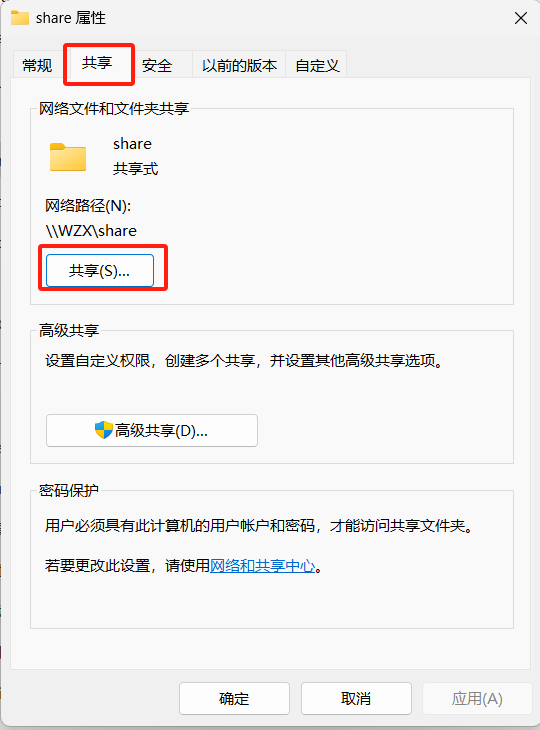 share 属性
常规
共享
安全
以前的版本
自定义
网络文件和文件夹共享
share
共享式
网络路径(N):
\\WZX\share
共享(S)...
高级共享
设置自定义权限，创建多个共享，并设置其他高级共享选项。
高级共享(D)...
密码保护
用户必须具有此计算机的用户帐户和密码，才能访问共享文件夹。
若要更改此设置，请使用网络和共享中心。
确定
取消
应用(A)